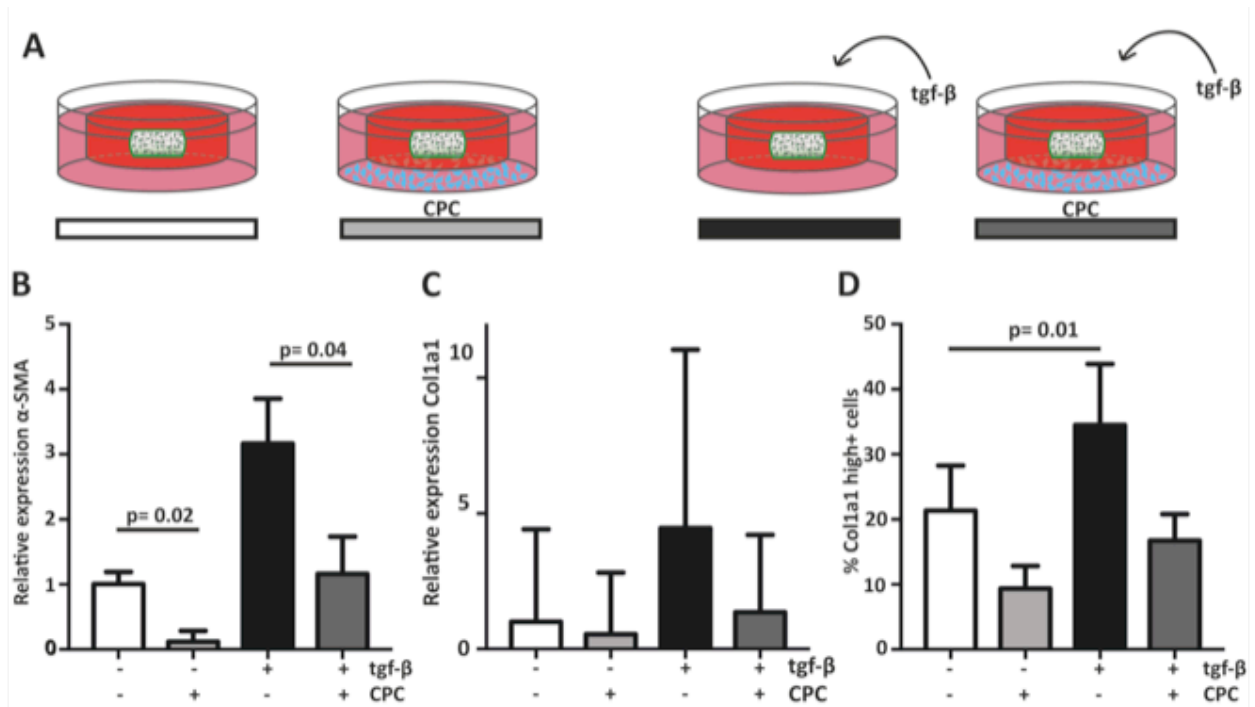 A
tgf-β
tgf-β
CPC
CPC
B
C
D
Relative expression α-SMA
5
4
3
2
1
0
p= 0.02
p= 0.04
- - + + tgf-β
- + - + CPC
Relative expression Col1a1
10
5
0
- - + + tgf-β
- + - + CPC
% Col1a1 high+ cells
50
40
30
20
10
0
p= 0.01
- - + + tgf-β
- + - + CPC